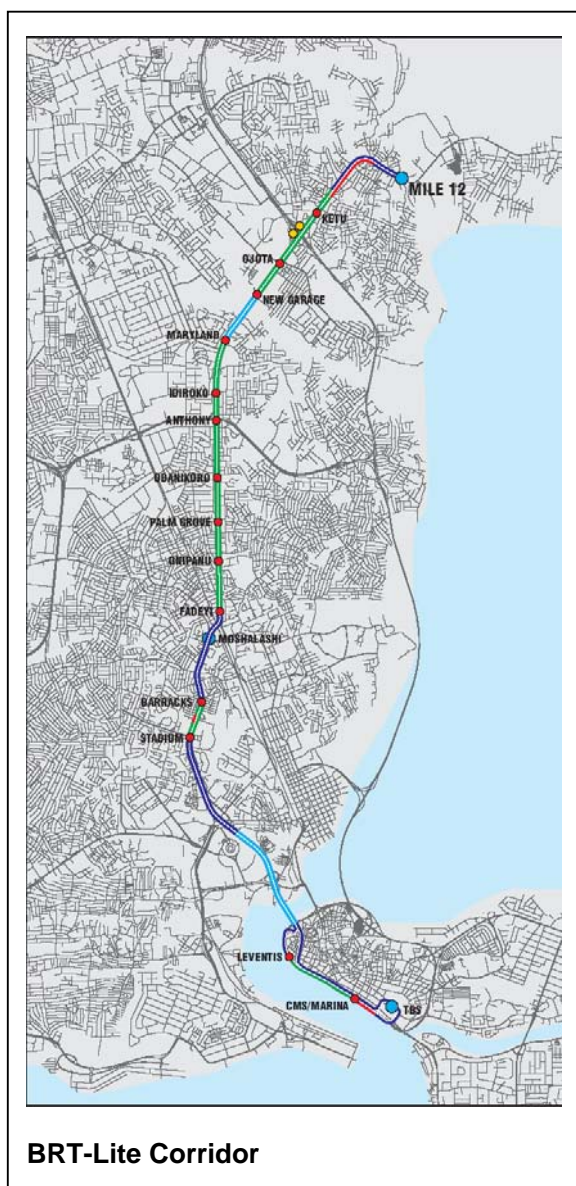 MILE 12
KETU
OJOTA
NEW GARAGE
MARYLAND
IDIROKO
ANTHONY
OBANIKORO
PALM GROVE
ONIPANU
FADEYI
MOSHALASHI
BARRACKS
STADIUM
LEVENTIS
CMS/MARINA
TBS
BRT-Lite Corridor